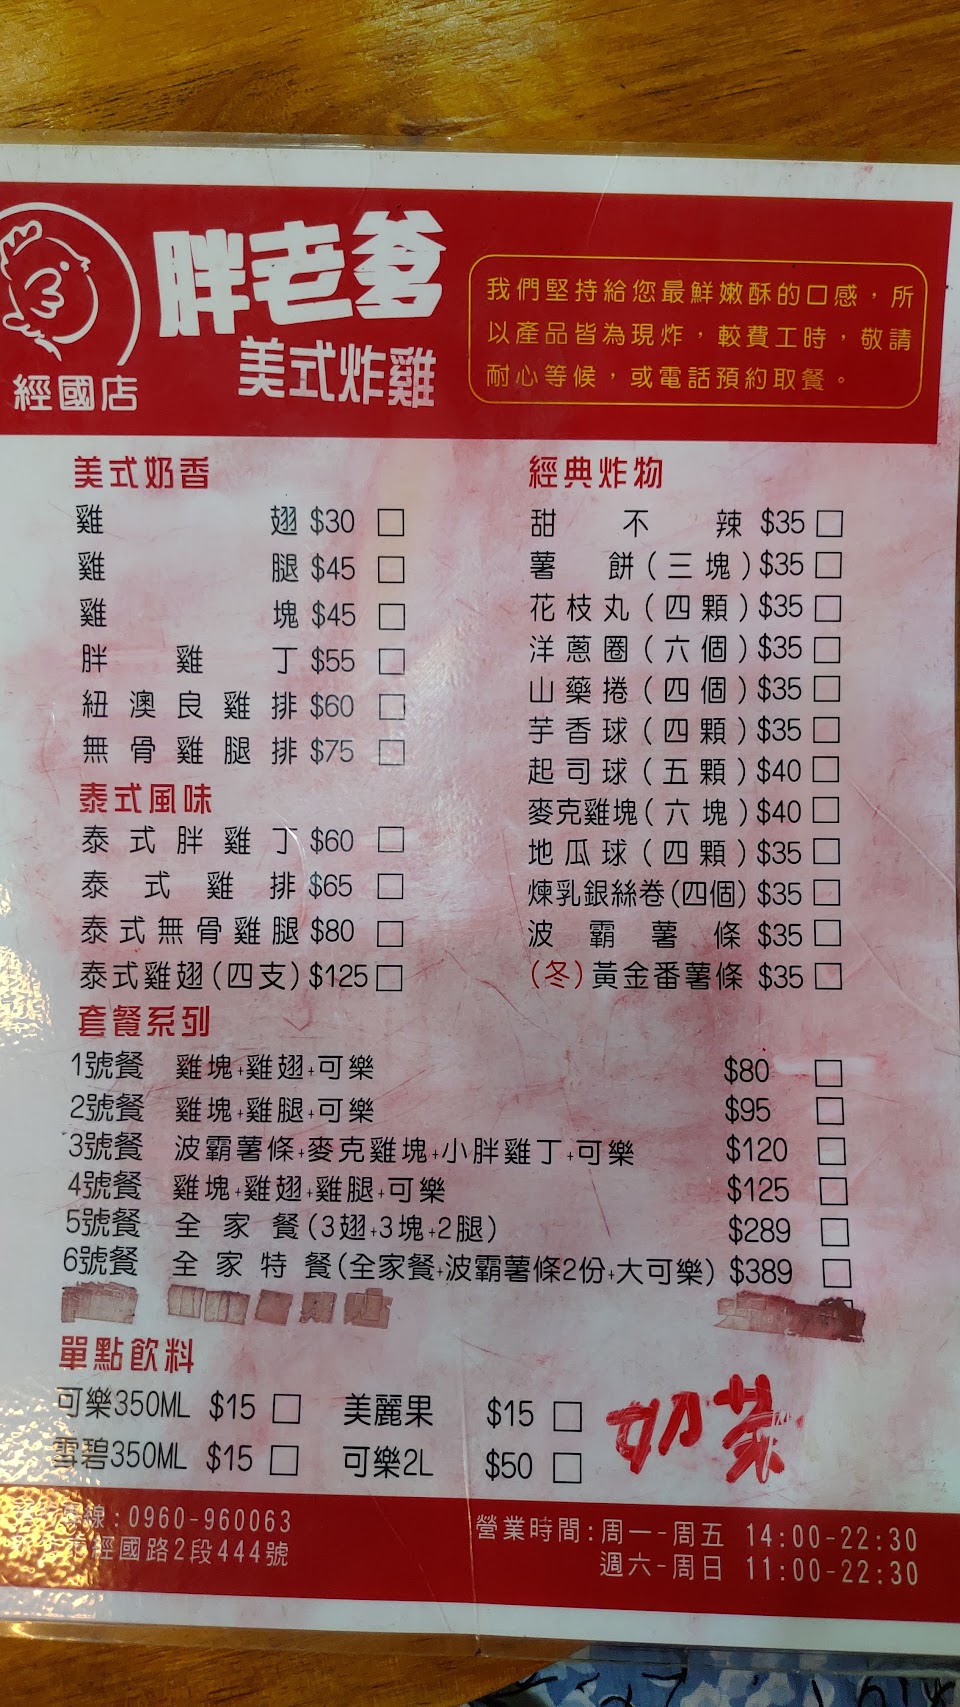 胖老爹
美式炸雞
經國店
我們堅持給您最鮮嫩酥的口感，所
以產品皆為現炸，較費工時，敬請
耐心等候，或電話預約取餐。
美式奶香
雞翅 $30 □
雞腿 $45 □
雞塊 $45 □
胖雞丁 $55 □
紐澳良雞排 $60 □
無骨雞腿排 $75 □
泰式風味
泰式胖雞丁 $60 □
泰式雞排 $65 □
泰式無骨雞腿 $80 □
泰式雞翅(四支) $125 □
經典炸物
甜不辣 $35 □
薯餅(三塊) $35 □
花枝丸(四顆) $35 □
洋蔥圈(六個) $35 □
山藥捲(四個) $35 □
芋香球(四顆) $35 □
起司球(五顆) $40 □
麥克雞塊(六塊) $40 □
地瓜球(四顆) $35 □
煉乳銀絲卷(四個) $35 □
波霸薯條 $35 □
(冬)黃金番薯條 $35 □
套餐系列
1號餐 雞塊+雞翅+可樂 $80 □
2號餐 雞塊+雞腿+可樂 $95 □
3號餐 波霸薯條+麥克雞塊+小胖雞丁+可樂 $120 □
4號餐 雞塊+雞翅+雞腿+可樂 $125 □
5號餐 全家餐(3翅+3塊+2腿) $289 □
6號餐 全家特餐(全家餐+波霸薯條2份+大可樂) $389 □
單點飲料
可樂350ML $15 □ 美麗果 $15 □
雪碧350ML $15 □ 可樂2L $50 □
奶茶
線:0960-960063
經國路2段444號
營業時間:周一-周五 14:00-22:30
週六-周日 11:00-22:30